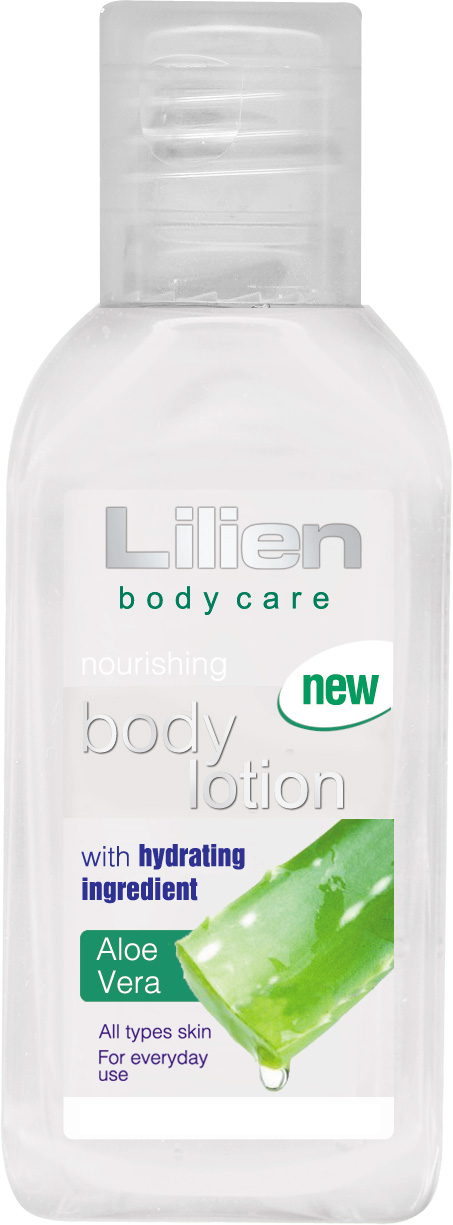 Lilien
body care
nourishing
new
body
lotion
with hydrating
ingredient
Aloe
Vera
All types skin
For everyday
use